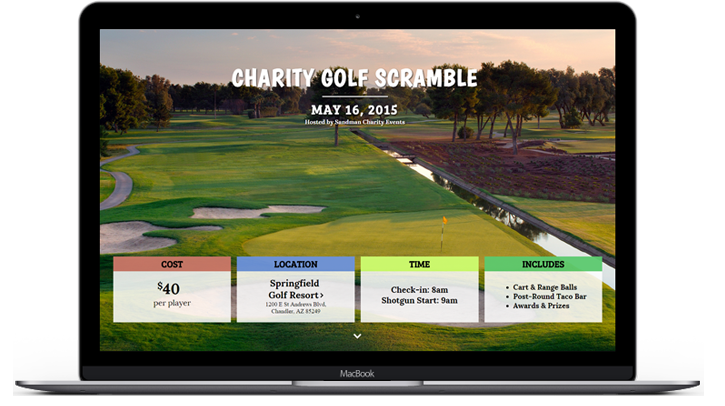 CHARITY GOLF SCRAMBLE
MAY 16, 2015
Hosted by Sandman Charity Events
COST
$40
per player
LOCATION
Springfield
Golf Resort>
1200 E St Andrews Blvd,
Chandler, AZ 85249
TIME
Check-in: 8am
Shotgun Start: 9am
INCLUDES
• Cart & Range Balls
• Post-Round Taco Bar
• Awards & Prizes
MacBook